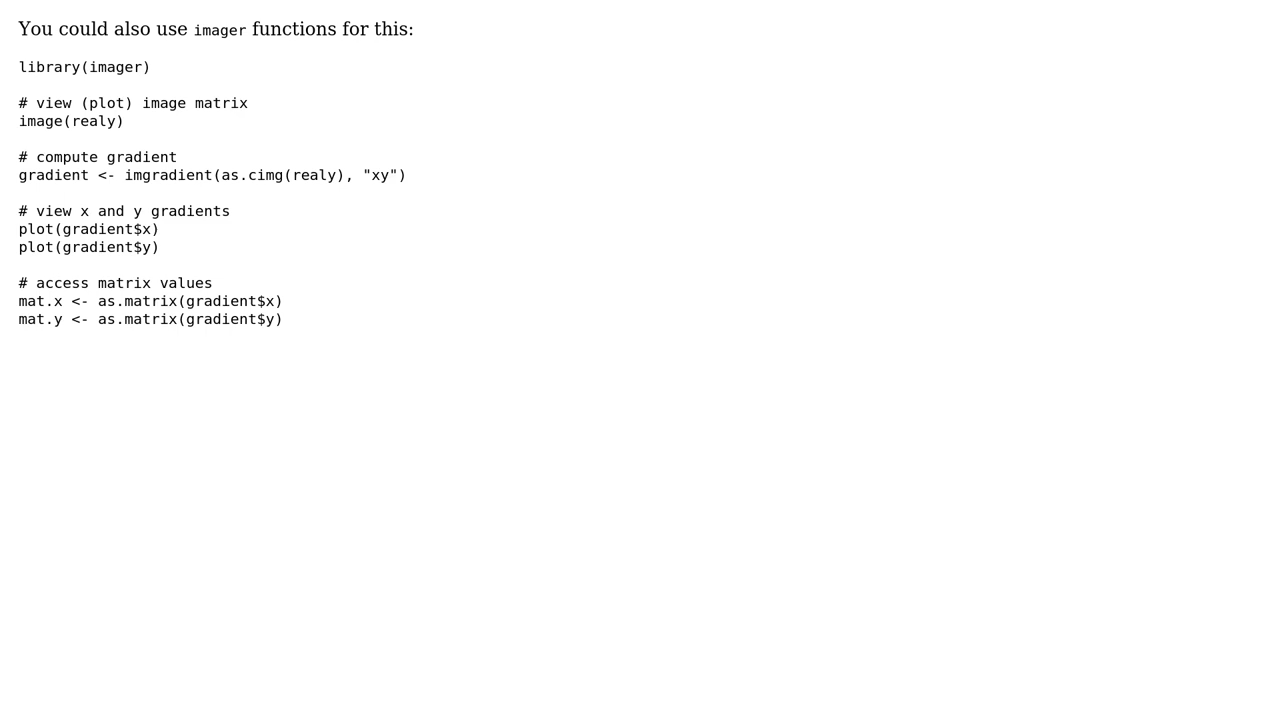 You could also use imager functions for this:
library(imager)
# view (plot) image matrix
image(realy)
# compute gradient
gradient <- imgradient(as.cimg(realy), "xy")
# view x and y gradients
plot(gradient$x)
plot(gradient$y)
# access matrix values
mat.x <- as.matrix(gradient$x)
mat.y <- as.matrix(gradient$y)